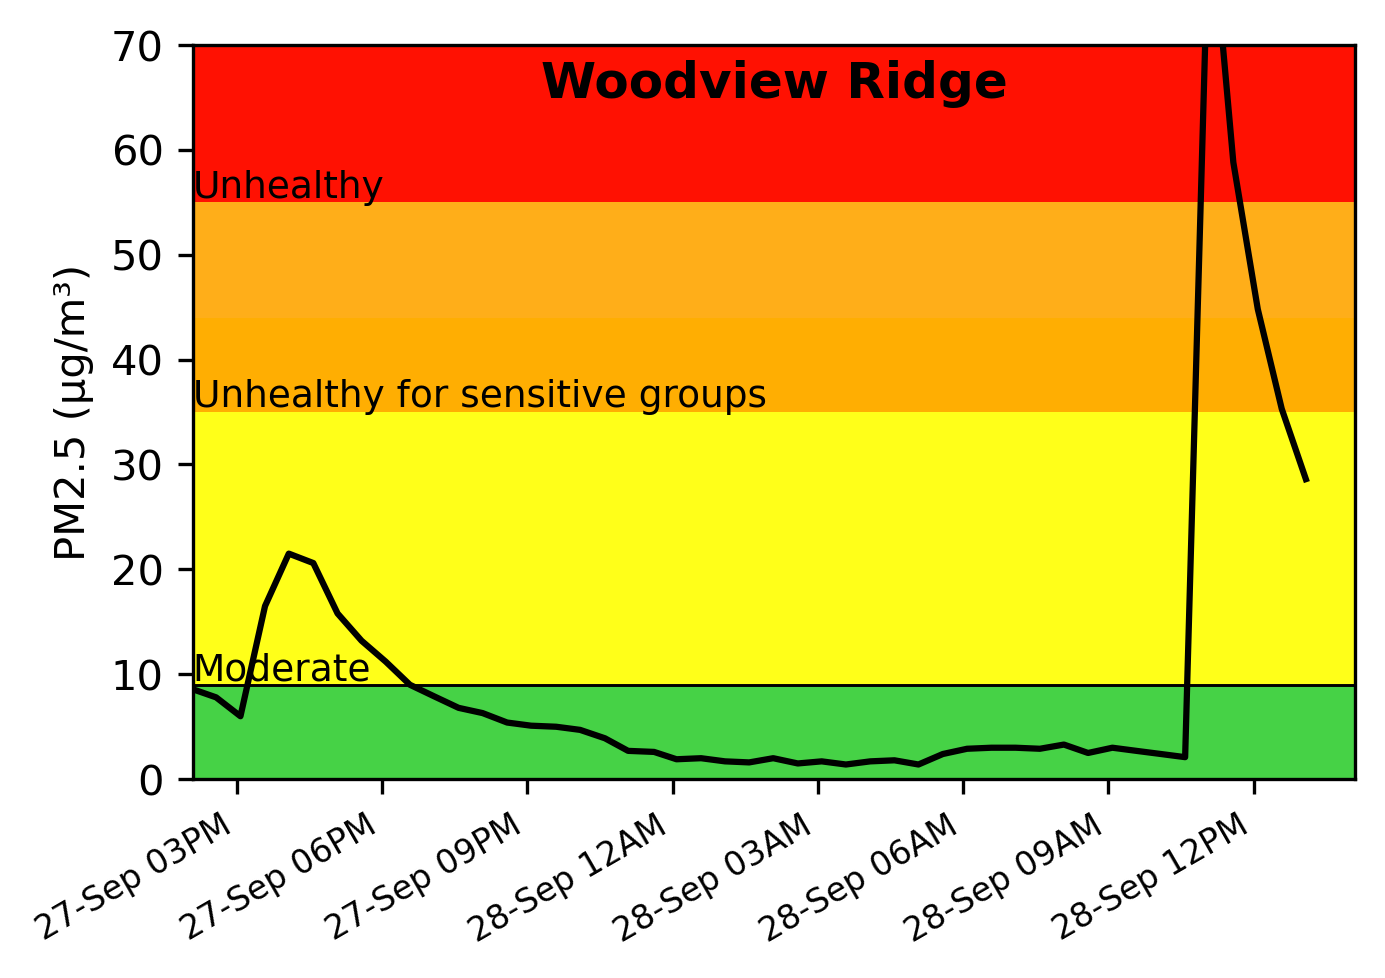 Woodview Ridge
PM2.5 (µg/m³)
70
60
50
40
30
20
10
0
Unhealthy
Unhealthy for sensitive groups
Moderate
27-Sep 03PM
27-Sep 06PM
27-Sep 09PM
28-Sep 12AM
28-Sep 03AM
28-Sep 06AM
28-Sep 09AM
28-Sep 12PM